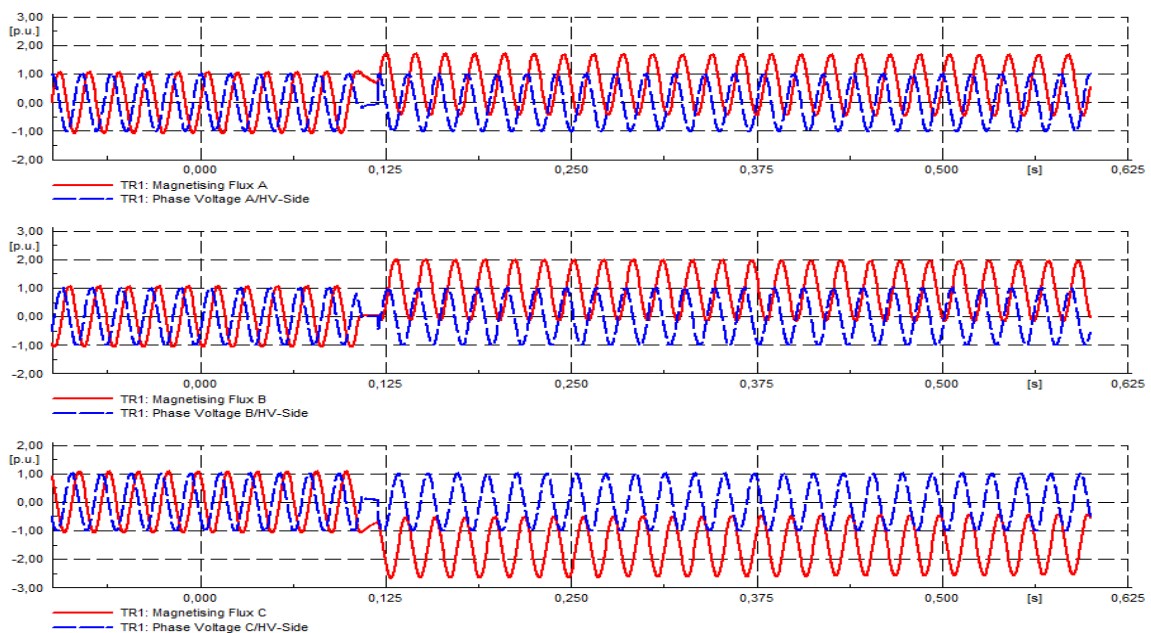 3,00
[p.u.]
2,00
1,00
0,00
-1,00
-2,00
0,000 0,125 0,250 0,375 0,500 [s] 0,625
TR1: Magnetising Flux A
TR1: Phase Voltage A/HV-Side
3,00
[p.u.]
2,00
1,00
0,00
-1,00
-2,00
0,000 0,125 0,250 0,375 0,500 [s] 0,625
TR1: Magnetising Flux B
TR1: Phase Voltage B/HV-Side
2,00
[p.u.]
1,00
0,00
-1,00
-2,00
-3,00
0,000 0,125 0,250 0,375 0,500 [s] 0,625
TR1: Magnetising Flux C
TR1: Phase Voltage C/HV-Side